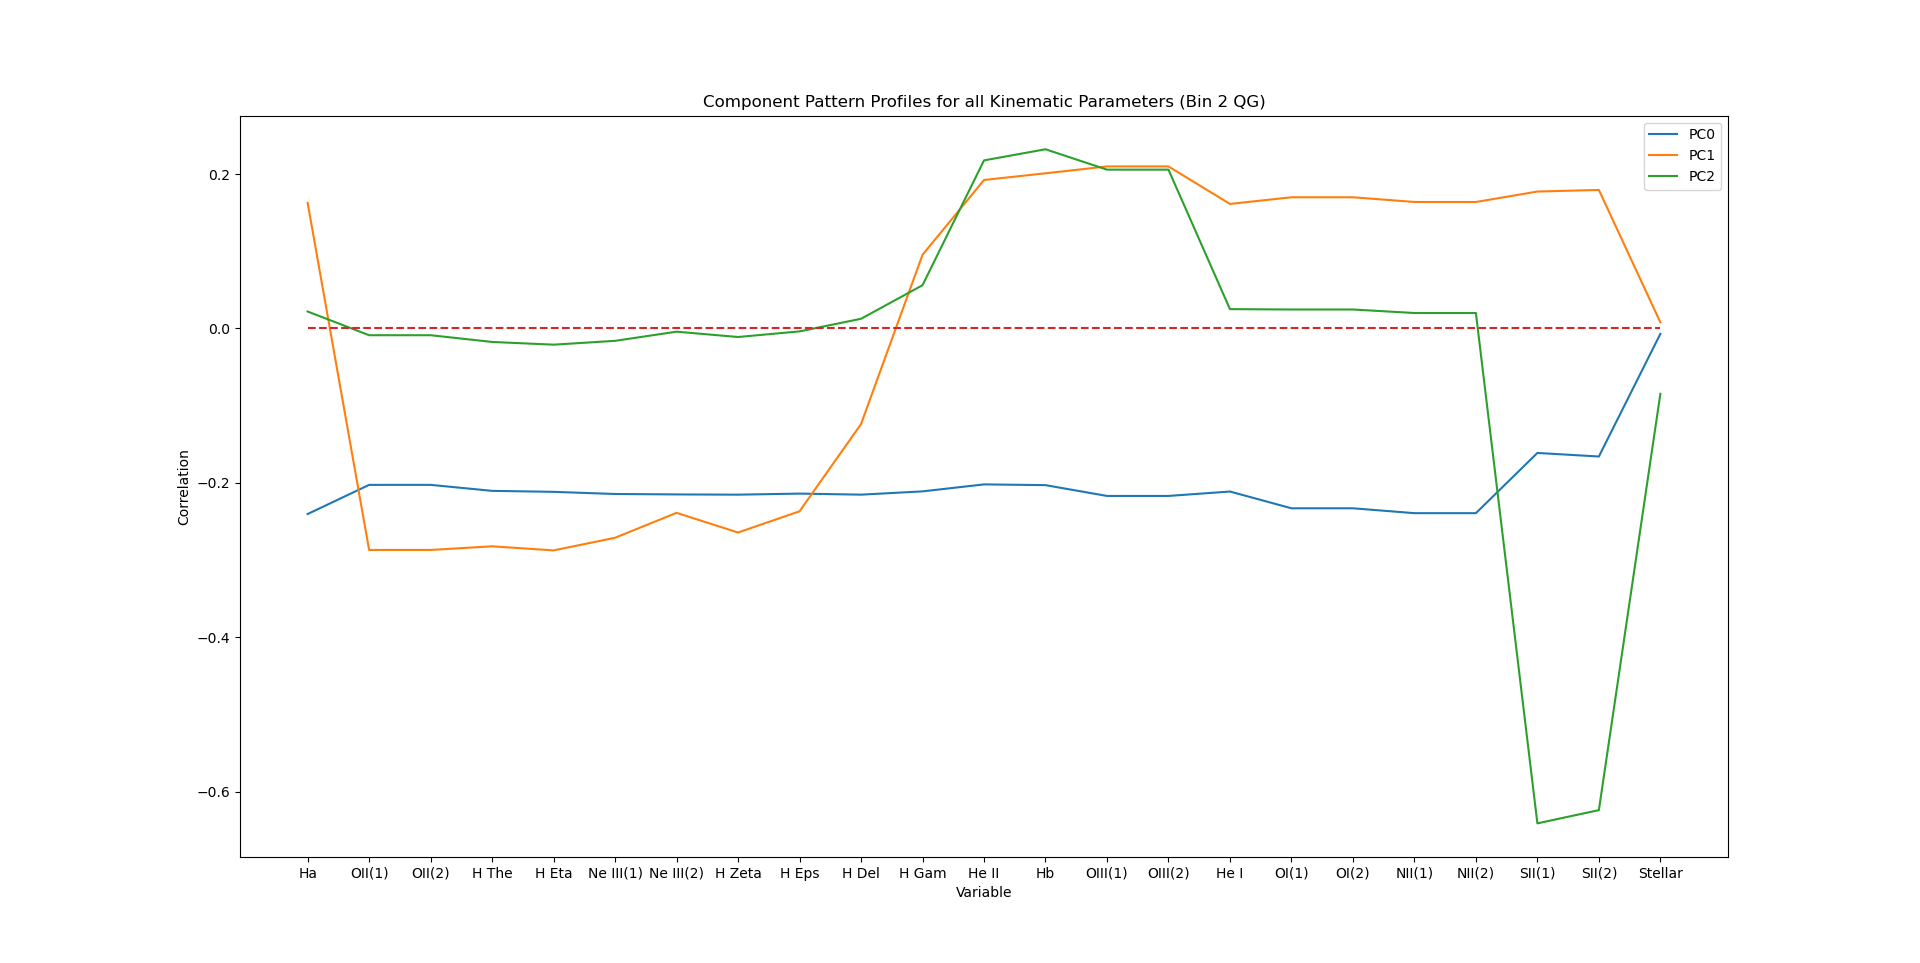 Component Pattern Profiles for all Kinematic Parameters (Bin 2 QG)
PC0
PC1
PC2
0.2
0.0
−0.2
−0.4
−0.6
Correlation
Ha OII(1) OII(2) H The H Eta Ne III(1) Ne III(2) H Zeta H Eps H Del H Gam He II Hb OIII(1) OIII(2) He I OI(1) OI(2) NII(1) NII(2) SII(1) SII(2) Stellar
Variable